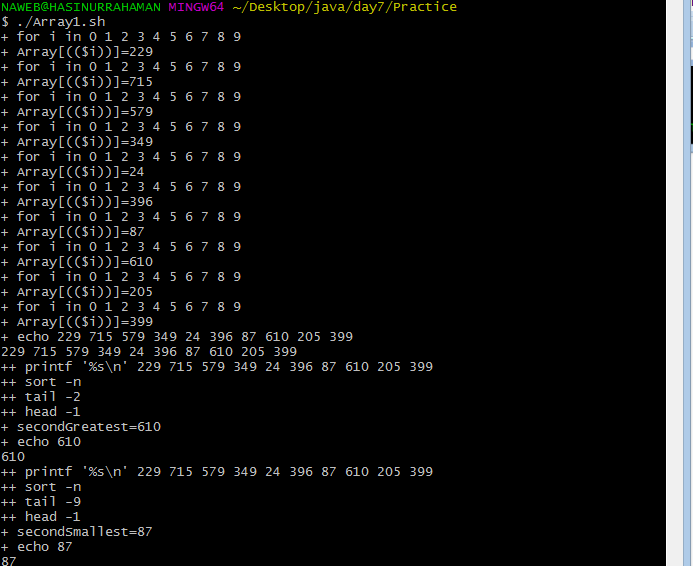 NAWEB@HASINURRAHAMAN MINGW64 ~/Desktop/java/day7/Practice
$ ./Array1.sh
+ for i in 0 1 2 3 4 5 6 7 8 9
+ Array[(($i))]=229
+ for i in 0 1 2 3 4 5 6 7 8 9
+ Array[(($i))]=715
+ for i in 0 1 2 3 4 5 6 7 8 9
+ Array[(($i))]=579
+ for i in 0 1 2 3 4 5 6 7 8 9
+ Array[(($i))]=349
+ for i in 0 1 2 3 4 5 6 7 8 9
+ Array[(($i))]=24
+ for i in 0 1 2 3 4 5 6 7 8 9
+ Array[(($i))]=396
+ for i in 0 1 2 3 4 5 6 7 8 9
+ Array[(($i))]=87
+ for i in 0 1 2 3 4 5 6 7 8 9
+ Array[(($i))]=610
+ for i in 0 1 2 3 4 5 6 7 8 9
+ Array[(($i))]=205
+ for i in 0 1 2 3 4 5 6 7 8 9
+ Array[(($i))]=399
+ echo 229 715 579 349 24 396 87 610 205 399
229 715 579 349 24 396 87 610 205 399
++ printf '%s\n' 229 715 579 349 24 396 87 610 205 399
++ sort -n
++ tail -2
++ head -1
+ secondGreatest=610
+ echo 610
610
++ printf '%s\n' 229 715 579 349 24 396 87 610 205 399
++ sort -n
++ tail -9
++ head -1
+ secondSmallest=87
+ echo 87
87